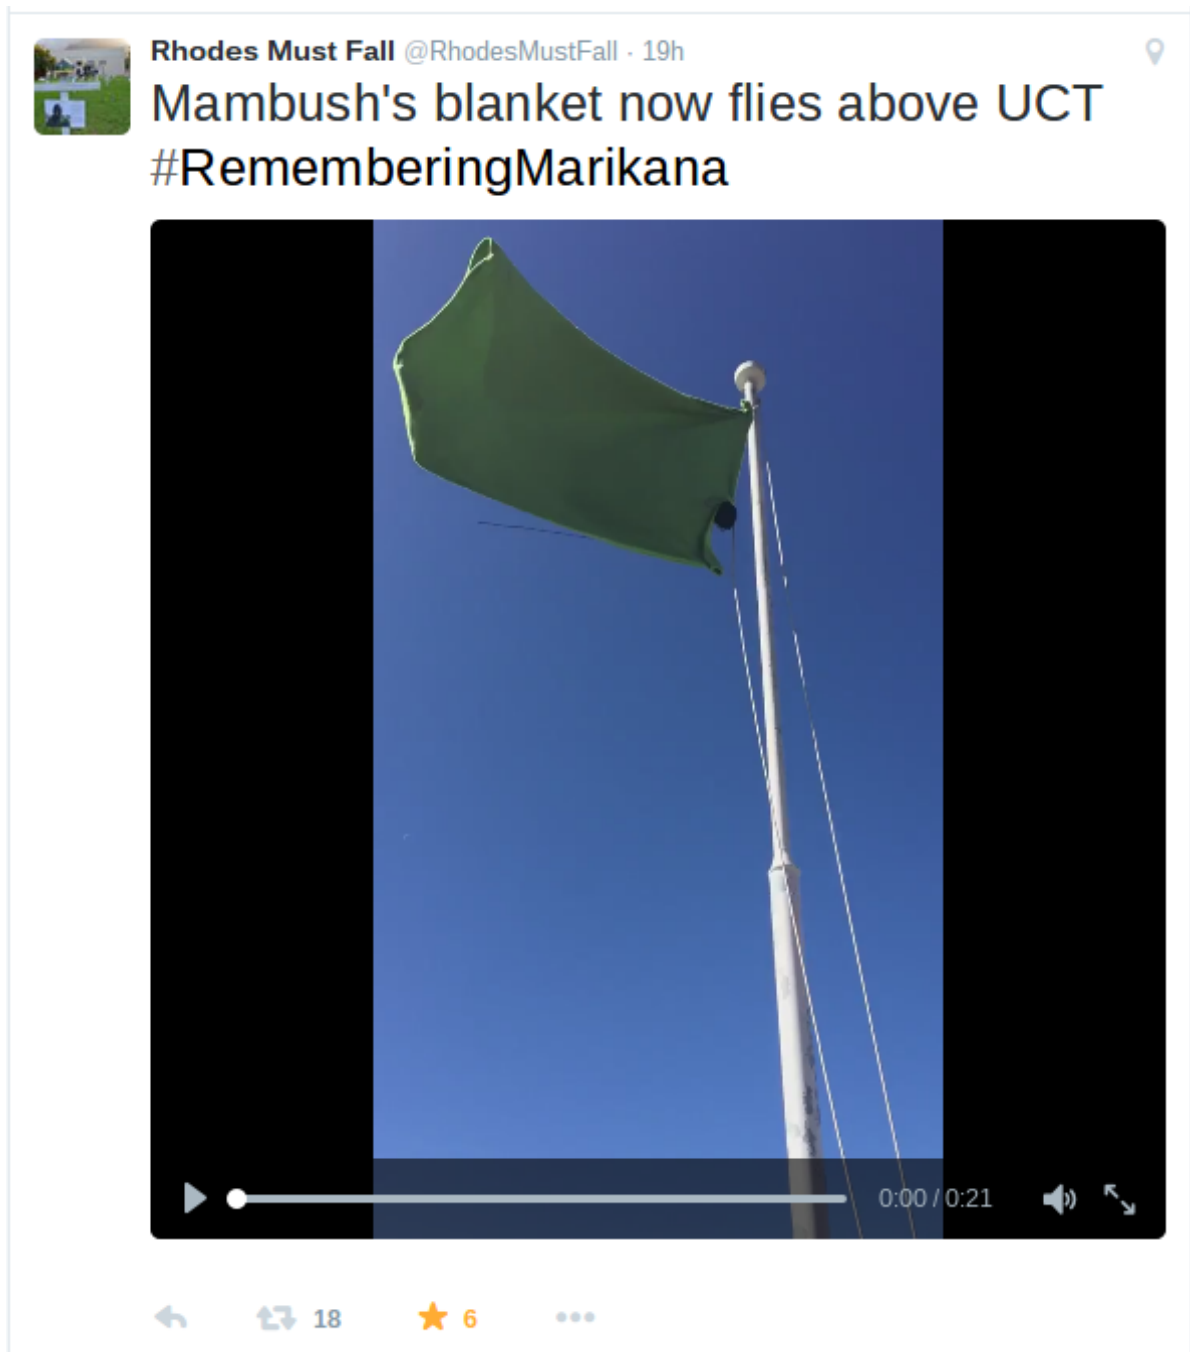 Rhodes Must Fall @RhodesMustFall · 19h
Mambush's blanket now flies above UCT
#RememberingMarikana
0:00 / 0:21
18 6